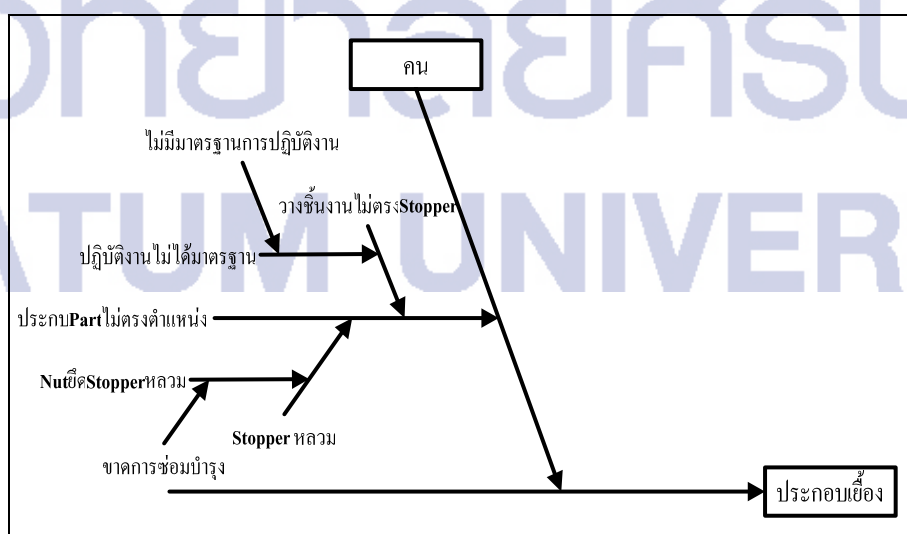 คน
ไม่มีมาตรฐานการปฏิบัติงาน
วางชิ้นงานไม่ตรงStopper
ปฏิบัติงานไม่ได้มาตรฐาน
ประกบPartไม่ตรงตำแหน่ง
NutยึดStopperหลวม
Stopper หลวม
ขาดการซ่อมบำรุง
ประกอบเยื้อง
ATUM UNIVER